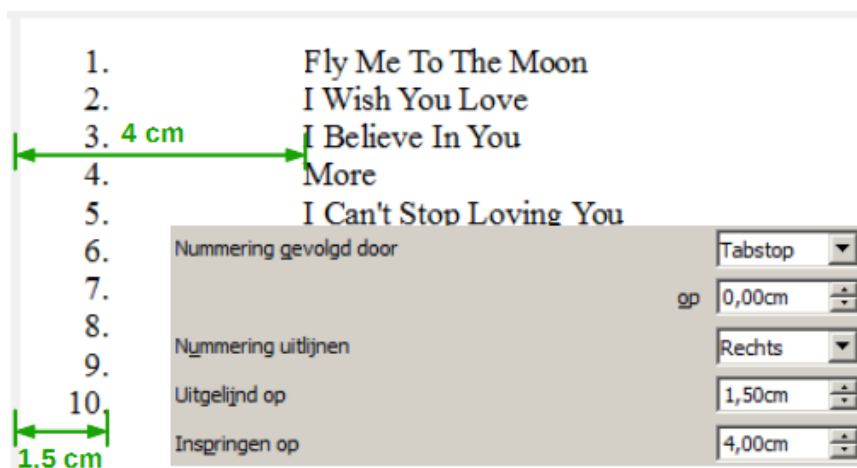 1. Fly Me To The Moon
2. I Wish You Love
3. I Believe In You
4 cm
4. More
5. I Can't Stop Loving You
6.
7.
8.
9.
10.
1.5 cm
Nummering gevolgd door Tabstop
op 0,00cm
Nummering uitlijnen Rechts
Uitgelijnd op 1,50cm
Inspringen op 4,00cm